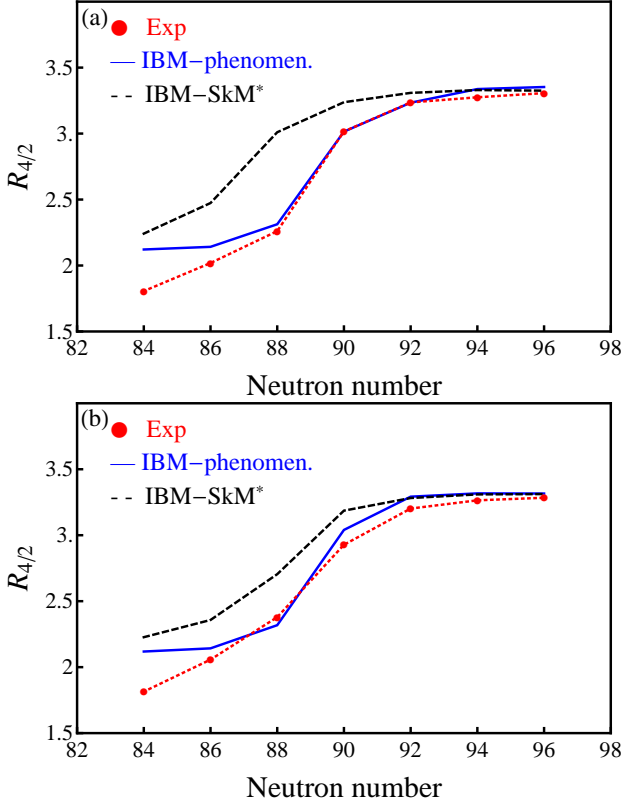 (a)
Exp
IBM−phenomen.
IBM−SkM*
3.5
3
2.5
2
1.5
R4/2
82 84 86 88 90 92 94 96 98
Neutron number
(b)
Exp
IBM−phenomen.
IBM−SkM*
3.5
3
2.5
2
1.5
R4/2
82 84 86 88 90 92 94 96 98
Neutron number